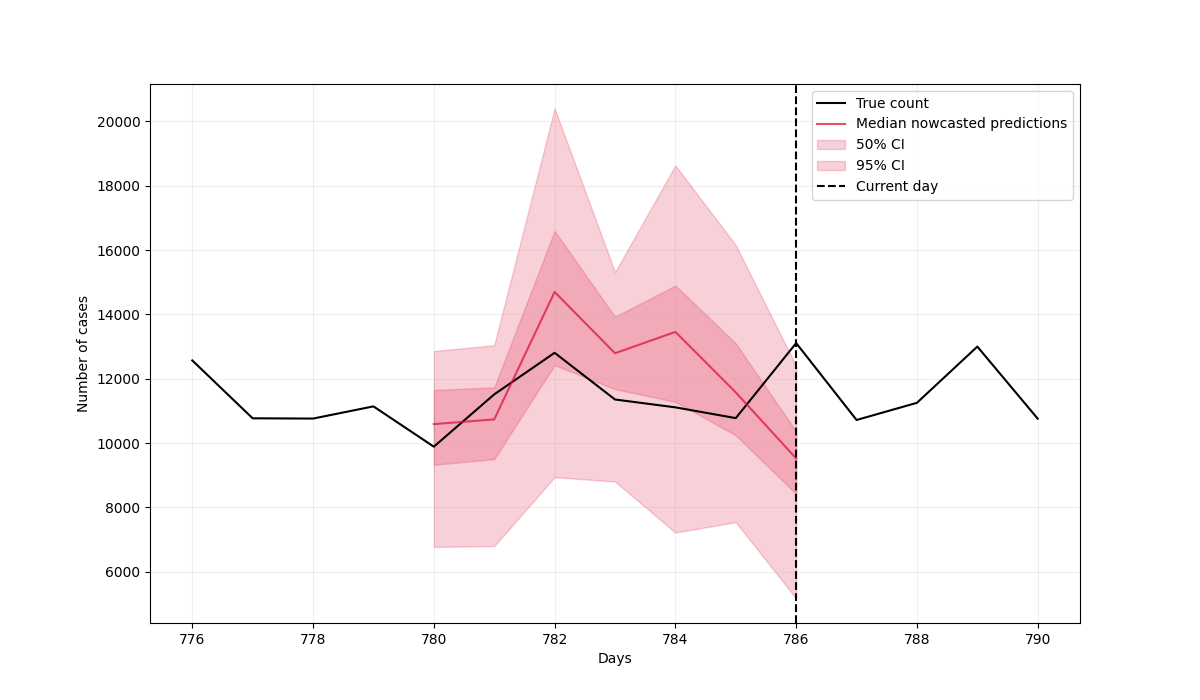 True count
Median nowcasted predictions
50% CI
95% CI
Current day
20000
18000
16000
14000
12000
10000
8000
6000
Number of cases
776 778 780 782 784 786 788 790
Days